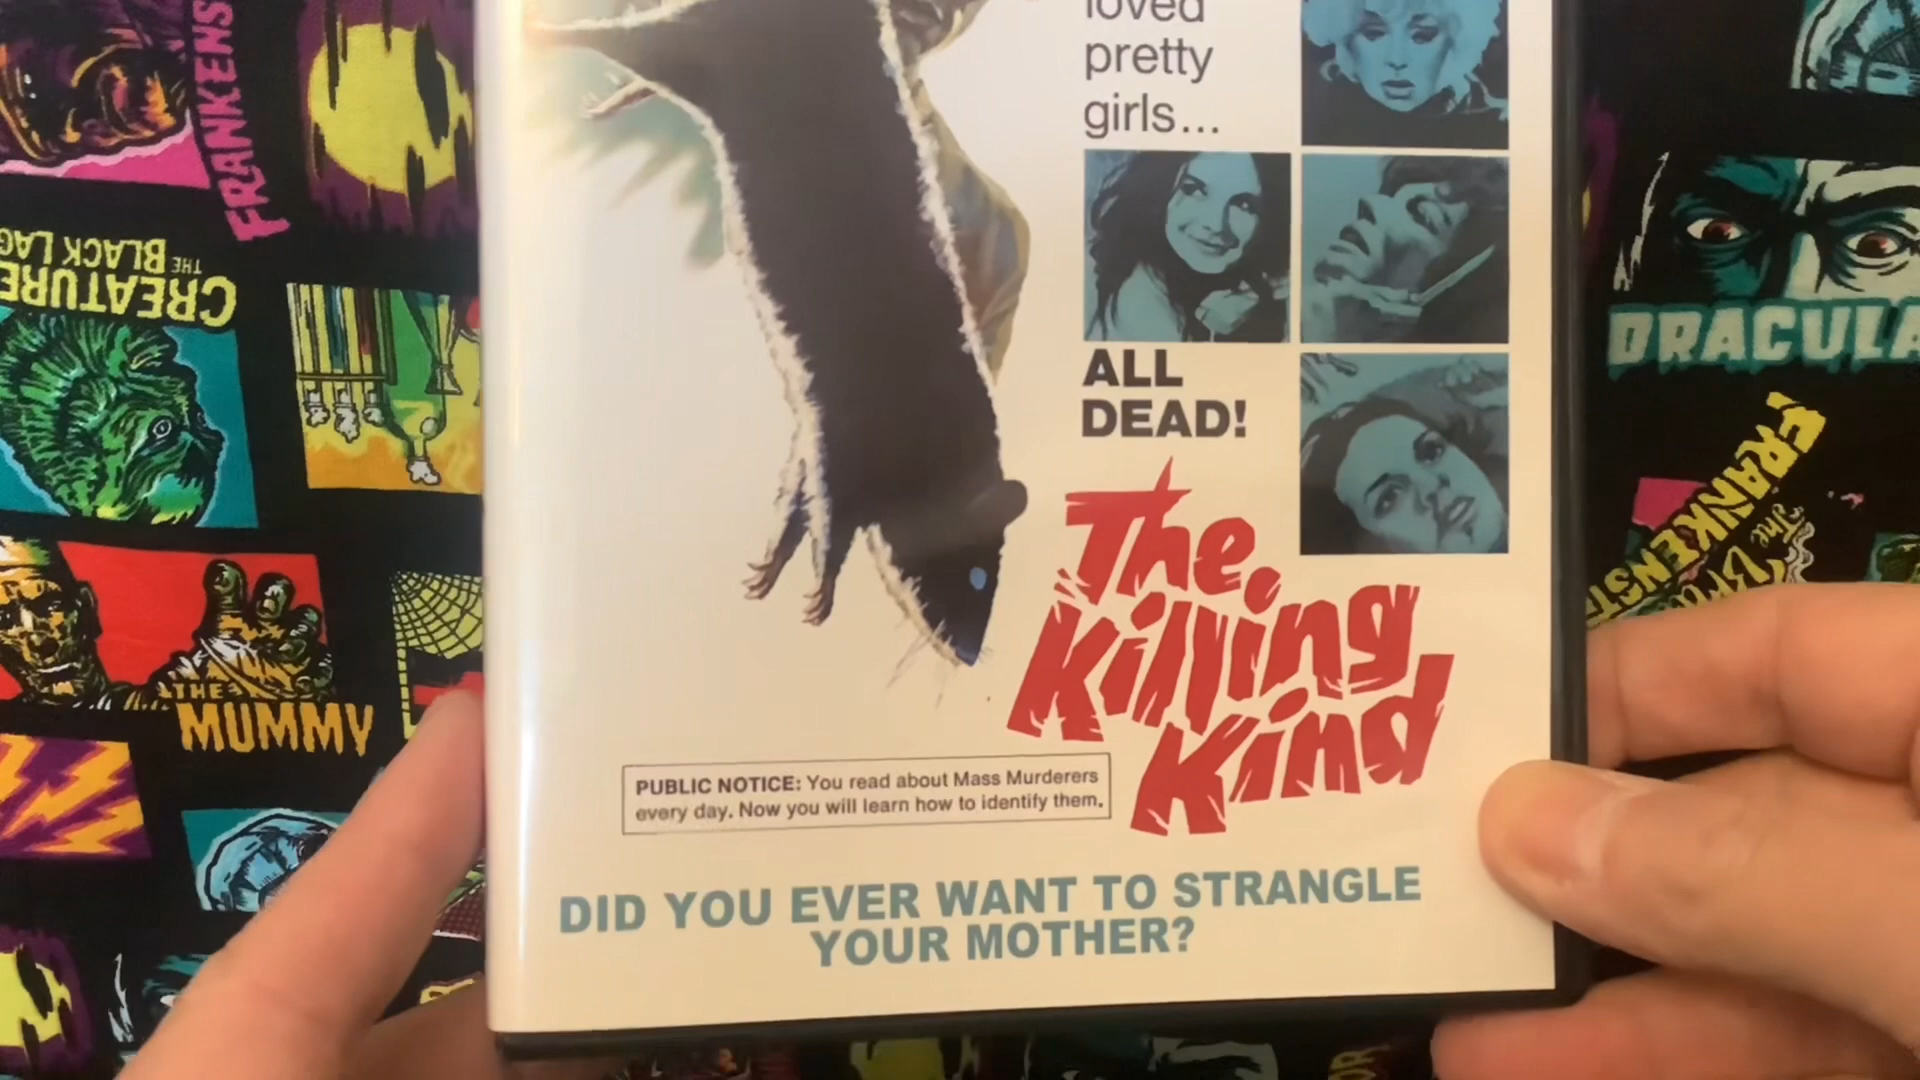 loved
pretty
girls...
ALL
DEAD!
The
Killing
Kind
PUBLIC NOTICE: You read about Mass Murderers
every day. Now you will learn how to identify them.
DID YOU EVER WANT TO STRANGLE
YOUR MOTHER?
FRANKENS
CREATURE
THE
BLACK LAG
THE
MUMMY
DRACULA
FRANKENST
The